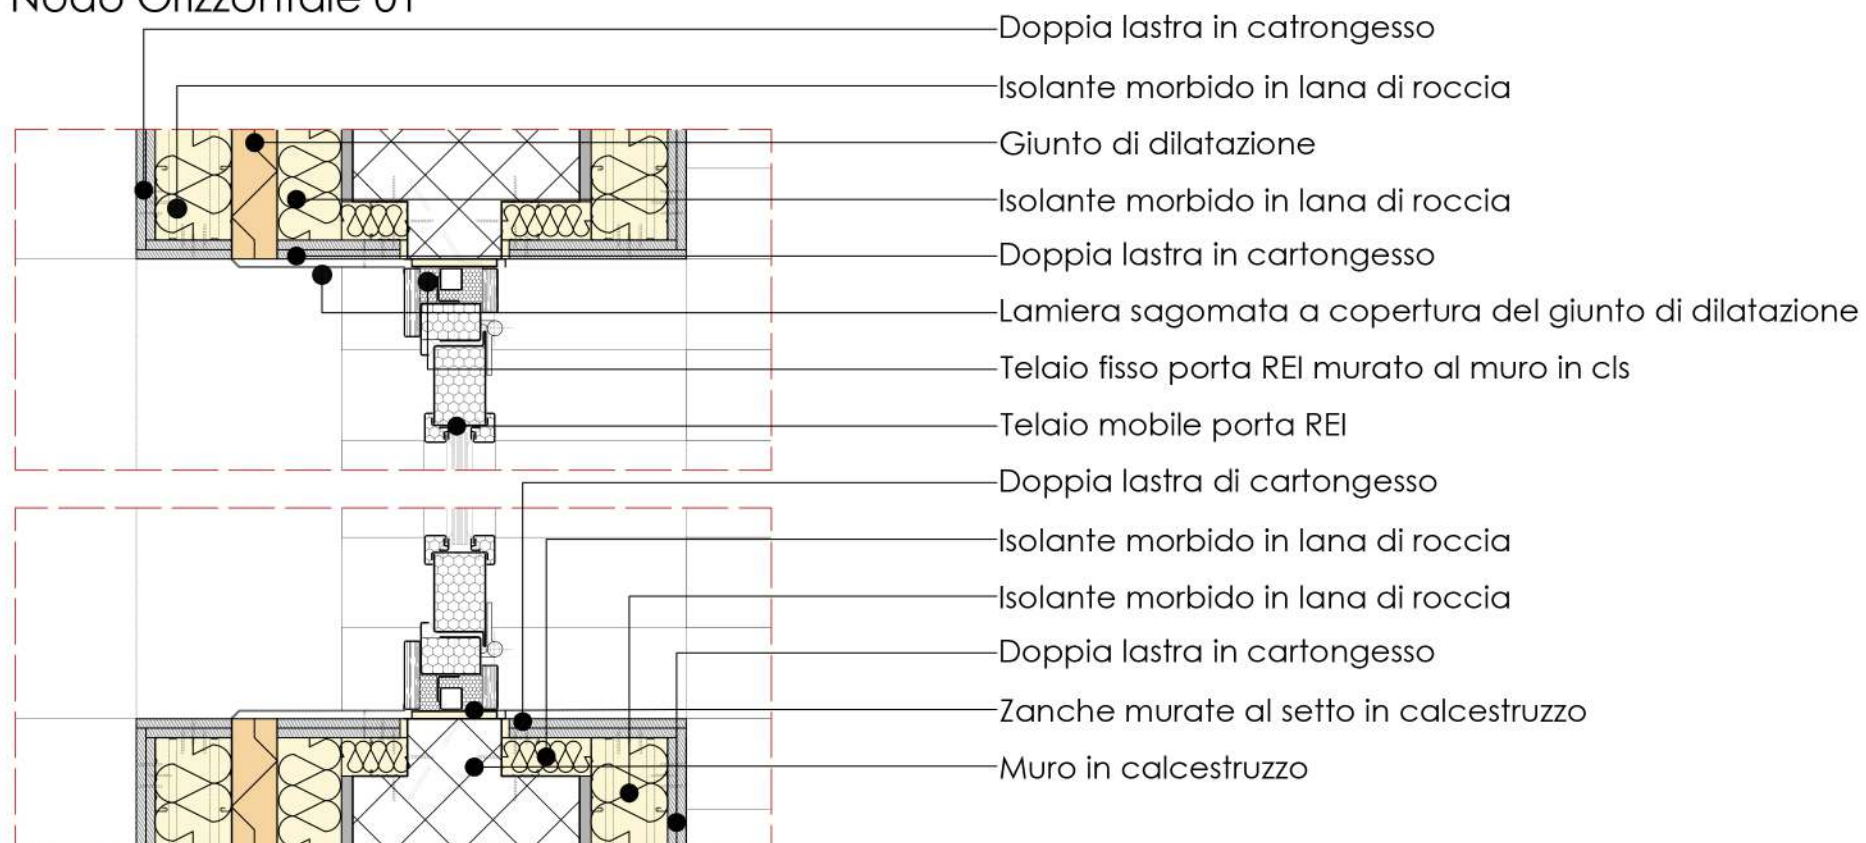 Nodo Orizzontale 01
Doppia lastra in catrongesso
Isolante morbido in lana di roccia
Giunto di dilatazione
Isolante morbido in lana di roccia
Doppia lastra in cartongesso
Lamiera sagomata a copertura del giunto di dilatazione
Telaio fisso porta REI murato al muro in cls
Telaio mobile porta REI
Doppia lastra di cartongesso
Isolante morbido in lana di roccia
Isolante morbido in lana di roccia
Doppia lastra in cartongesso
Zanche murate al setto in calcestruzzo
Muro in calcestruzzo